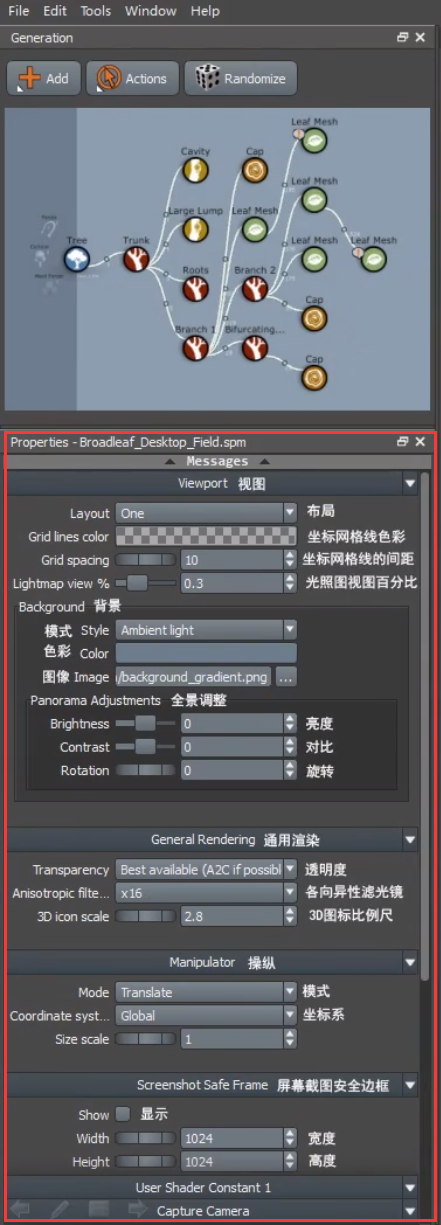 File Edit Tools Window Help
Generation
Add Actions Randomize
Leaf Mesh
Cavity Cap
Leaf Mesh
Large Lump Leaf Mesh
Tree Trunk Leaf Mesh Leaf Mesh
Roots Branch 2
Cap
Branch 1 Bifurcating...
Cap
Properties - Broadleaf_Desktop_Field.spm
Messages
Viewport 视图
Layout One 布局
Grid lines color 坐标网格线色彩
Grid spacing 10 坐标网格线的间距
Lightmap view % 0.3 光照图视图百分比
Background 背景
模式 Style Ambient light
色彩 Color
图像 Image /background_gradient.png ...
Panorama Adjustments 全景调整
Brightness 0 亮度
Contrast 0 对比
Rotation 0 旋转
General Rendering 通用渲染
Transparency Best available (A2C if possibl 透明度
Anisotropic filte... x16 各向异性滤光镜
3D icon scale 2.8 3D图标比例尺
Manipulator 操纵
Mode Translate 模式
Coordinate syst... Global 坐标系
Size scale 1
Screenshot Safe Frame 屏幕截图安全边框
Show 显示
Width 1024 宽度
Height 1024 高度
User Shader Constant 1
Capture Camera